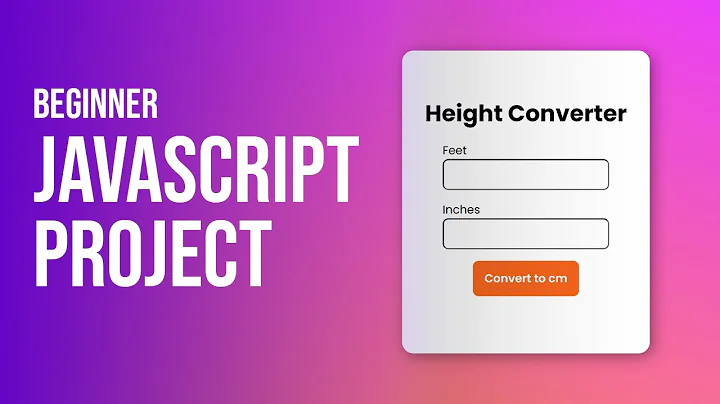 BEGINNER
JAVASCRIPT
PROJECT
Height Converter
Feet
Inches
Convert to cm